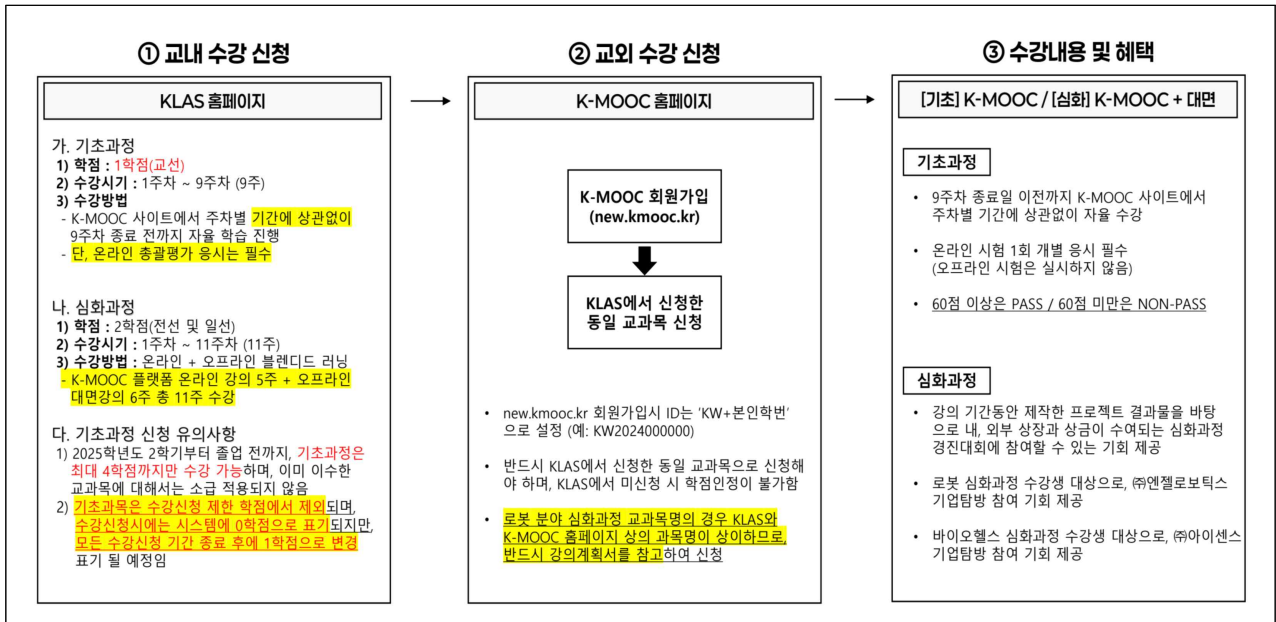 ① 교내 수강 신청
KLAS 홈페이지
가. 기초과정
1) 학점 : 1학점(교선)
2) 수강시기 : 1주차 ~ 9주차 (9주)
3) 수강방법
- K-MOOC 사이트에서 주차별 기간에 상관없이
9주차 종료 전까지 자율 학습 진행
- 단, 온라인 총괄평가 응시는 필수
나. 심화과정
1) 학점 : 2학점(전선 및 일선)
2) 수강시기 : 1주차 ~ 11주차 (11주)
3) 수강방법 : 온라인 + 오프라인 블렌디드 러닝
- K-MOOC 플랫폼 온라인 강의 5주 + 오프라인
대면강의 6주 총 11주 수강
다. 기초과정 신청 유의사항
1) 2025학년도 2학기부터 졸업 전까지, 기초과정은
최대 4학점까지만 수강 가능하며, 이미 이수한
교과목에 대해서는 소급 적용되지 않음
2) 기초과목은 수강신청 제한 학점에서 제외되며,
수강신청시에는 시스템에 0학점으로 표기되지만,
모든 수강신청 기간 종료 후에 1학점으로 변경
표기 될 예정임
② 교외 수강 신청
K-MOOC 홈페이지
K-MOOC 회원가입
(new.kmooc.kr)
KLAS에서 신청한
동일 교과목 신청
• new.kmooc.kr 회원가입시 ID는 ‘KW+본인학번’
으로 설정 (예: KW2024000000)
• 반드시 KLAS에서 신청한 동일 교과목으로 신청해
야 하며, KLAS에서 미신청 시 학점인정이 불가함
• 로봇 분야 심화과정 교과목명의 경우 KLAS와
K-MOOC 홈페이지 상의 과목명이 상이하므로,
반드시 강의계획서를 참고하여 신청
③ 수강내용 및 혜택
[기초] K-MOOC / [심화] K-MOOC + 대면
기초과정
• 9주차 종료일 이전까지 K-MOOC 사이트에서
주차별 기간에 상관없이 자율 수강
• 온라인 시험 1회 개별 응시 필수
(오프라인 시험은 실시하지 않음)
• 60점 이상은 PASS / 60점 미만은 NON-PASS
심화과정
• 강의 기간동안 제작한 프로젝트 결과물을 바탕
으로 내, 외부 상장과 상금이 수여되는 심화과정
경진대회에 참여할 수 있는 기회 제공
• 로봇 심화과정 수강생 대상으로, ㈜엔젤로보틱스
기업탐방 참여 기회 제공
• 바이오헬스 심화과정 수강생 대상으로, ㈜아이센스
기업탐방 참여 기회 제공